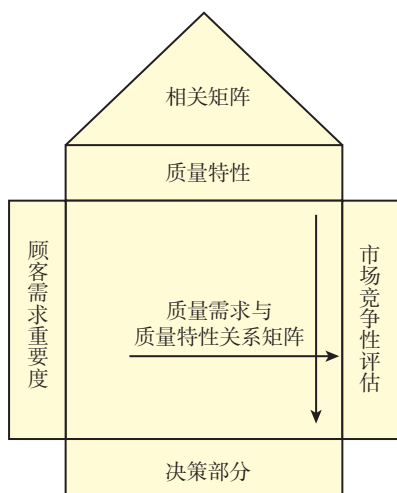 相关矩阵
质量特性
顾客需求重要度
质量需求与
质量特性关系矩阵
市场竞争性评估
决策部分